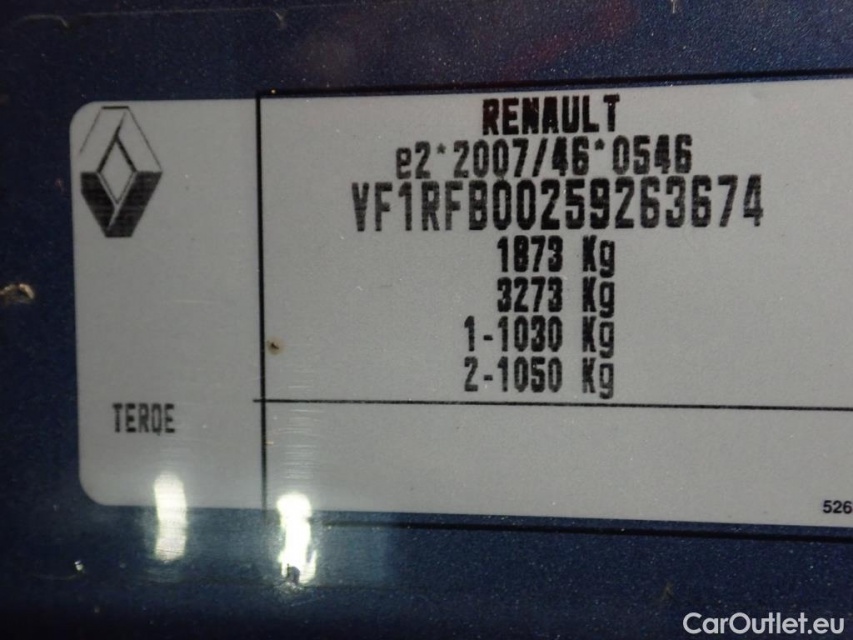 RENAULT
e2*2007/46*0546
VF1RFB00259263674
1873 Kg
3273 Kg
1-1030 Kg
2-1050 Kg
TERQE
526
CarOutlet.eu